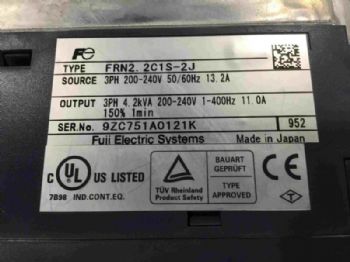 Fe
TYPE FRN2.2C1S-2J
SOURCE 3PH 200-240V 50/60Hz 13.2A
OUTPUT 3PH 4.2kVA 200-240V 1-400Hz 11.0A
150% 1min
SER.No. 9ZC751A0121K 952
Fuji Electric Systems Made in Japan
C UL US LISTED
7B98 IND.CONT.EQ.
TÜV Rheinland
Product Safety
BAUART
GEPRÜFT
TYPE
APPROVED
T